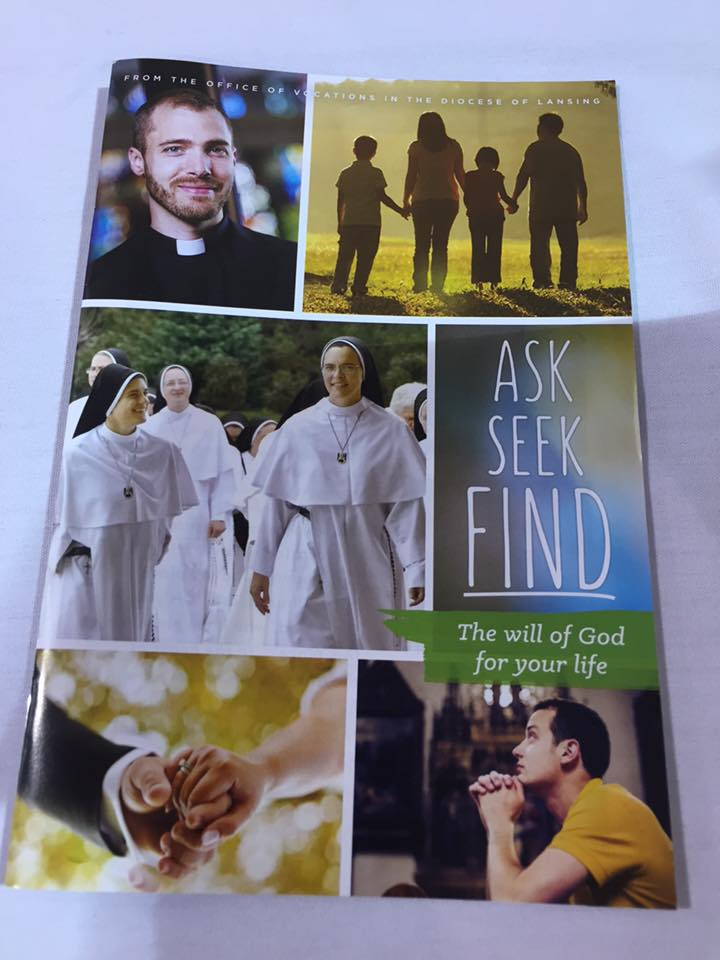 FROM THE OFFICE OF VOCATIONS IN THE DIOCESE OF LANSING
ASK
SEEK
FIND
The will of God
for your life